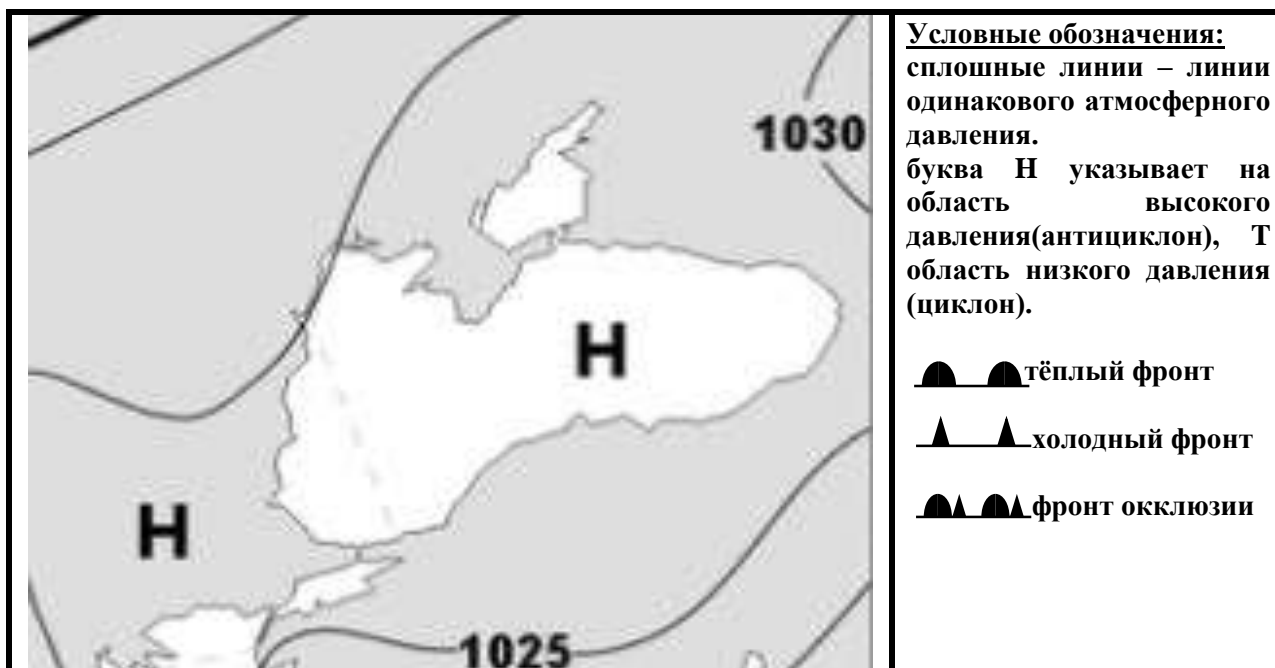 1030
Н
Н
1025
Условные обозначения:
сплошные линии – линии
одинакового атмосферного
давления.
буква Н указывает на
область высокого
давления(антициклон), Т
область низкого давления
(циклон).
тёплый фронт
холодный фронт
фронт окклюзии